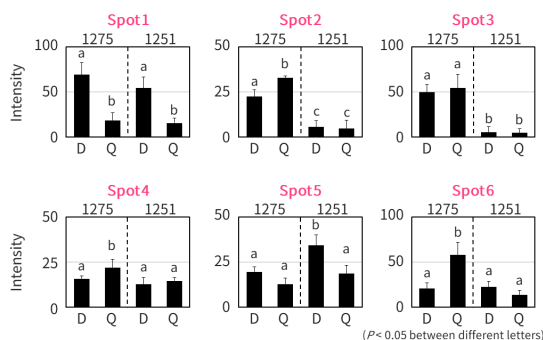 Spot1
Spot2
Spot3
1275 1251
1275 1251
1275 1251
Intensity
100
50
0
a
b
a
b
D Q D Q
50
25
0
a
b
c
c
D Q D Q
100
50
0
a
a
b
b
D Q D Q
Spot4
Spot5
Spot6
1275 1251
1275 1251
1275 1251
Intensity
50
25
0
a
b
a
a
D Q D Q
50
25
0
a
a
b
a
D Q D Q
100
50
0
a
b
a
a
D Q D Q
(P < 0.05 between different letters)